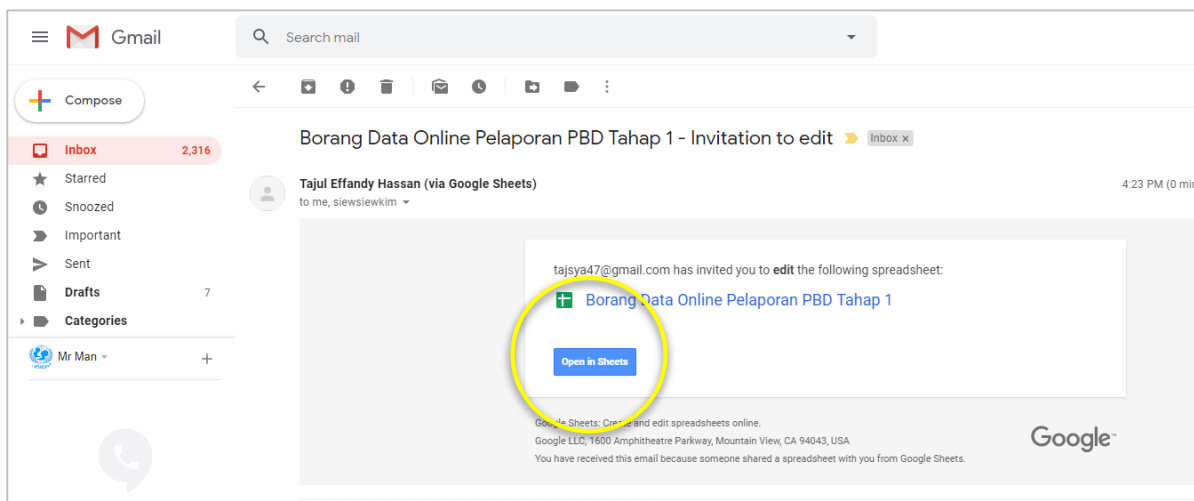 Gmail
Search mail
Compose
Borang Data Online Pelaporan PBD Tahap 1 - Invitation to edit Inbox x
Inbox 2,316
Starred
Snoozed
Important
Sent
Drafts 7
Categories
Mr Man
Tajul Effandy Hassan (via Google Sheets) 4:23 PM (0
to me, siewsiewkim
tajsya47@gmail.com has invited you to edit the following spreadsheet:
Borang Data Online Pelaporan PBD Tahap 1
Open in Sheets
Google Sheets: Create and edit spreadsheets online.
Google LLC, 1600 Amphitheatre Parkway, Mountain View, CA 94043, USA
You have received this email because someone shared a spreadsheet with you from Google Sheets.
Google